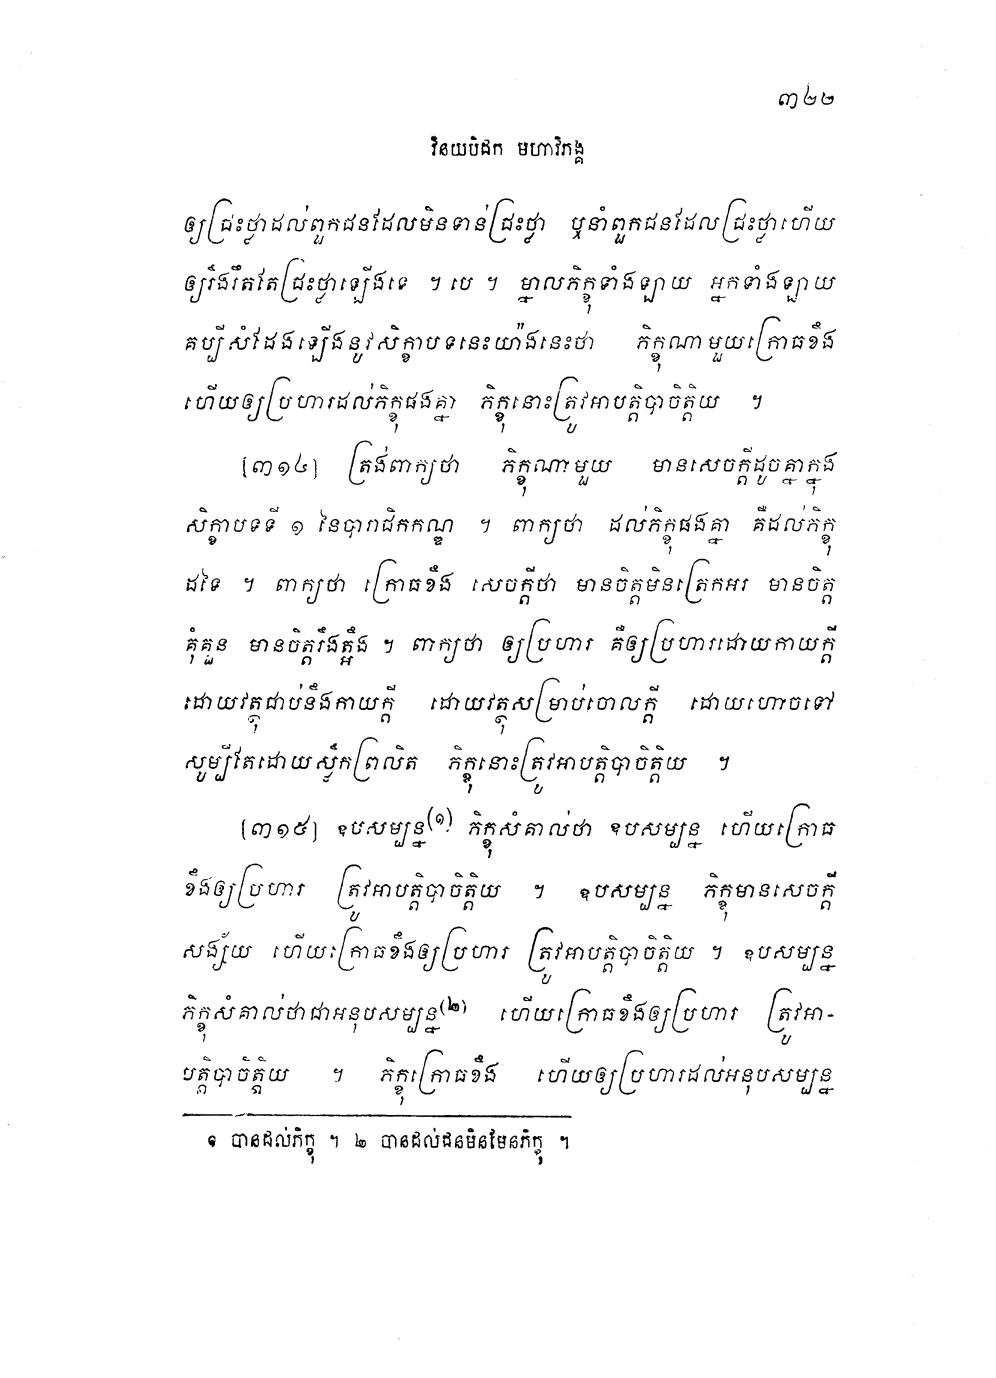 ៣២២
វិនយបិដក មហាវិភង្គ
ឲ្យជ្រះថ្លាដល់ពួកជនដែលមិនទាន់ជ្រះថ្លា ឬនាំពួកជនដែលជ្រះថ្លាហើយ
ឲ្យរឹងរឹតតែជ្រះថ្លាឡើងទេ ។ បេ ។ ម្នាលភិក្ខុទាំងឡាយ អ្នកទាំងឡាយ
គប្បីសំដែងឡើងនូវសិក្ខាបទនេះយ៉ាងនេះថា ភិក្ខុណាមួយក្រោធខឹង
ហើយឲ្យប្រហារដល់ភិក្ខុផងគ្នា ភិក្ខុនោះត្រូវអាបត្តិបាចិត្តិយ ។
[៣១៤] ត្រង់ពាក្យថា ភិក្ខុណាមួយ មានសេចក្តីដូចគ្នាក្នុង
សិក្ខាបទទី ១ នៃបារាជិកកណ្ឌ ។ ពាក្យថា ដល់ភិក្ខុផងគ្នា គឺដល់ភិក្ខុ
ដទៃ ។ ពាក្យថា ក្រោធខឹង សេចក្តីថា មានចិត្តមិនត្រេកអរ មានចិត្ត
គុំគួន មានចិត្តរឹងត្អឹង ។ ពាក្យថា ឲ្យប្រហារ គឺឲ្យប្រហារដោយកាយក្តី
ដោយវត្ថុជាប់នឹងកាយក្តី ដោយវត្ថុសម្រាប់ចោលក្តី ដោយហោចទៅ
សូម្បីតែដោយស្លឹកព្រលិត ភិក្ខុនោះត្រូវអាបត្តិបាចិត្តិយ ។
[៣១៥] ឧបសម្បន្ន(១) ភិក្ខុសំគាល់ថា ឧបសម្បន្ន ហើយក្រោធ
ខឹងឲ្យប្រហារ ត្រូវអាបត្តិបាចិត្តិយ ។ ឧបសម្បន្ន ភិក្ខុមានសេចក្តី
សង្ស័យ ហើយក្រោធខឹងឲ្យប្រហារ ត្រូវអាបត្តិបាចិត្តិយ ។ ឧបសម្បន្ន
ភិក្ខុសំគាល់ថាជាអនុបសម្បន្ន(២) ហើយក្រោធខឹងឲ្យប្រហារ ត្រូវអា-
បត្តិបាចិត្តិយ ។ ភិក្ខុក្រោធខឹង ហើយឲ្យប្រហារដល់អនុបសម្បន្ន
១ បានដល់ភិក្ខុ ។ ២ បានដល់ជនមិនមែនភិក្ខុ ។